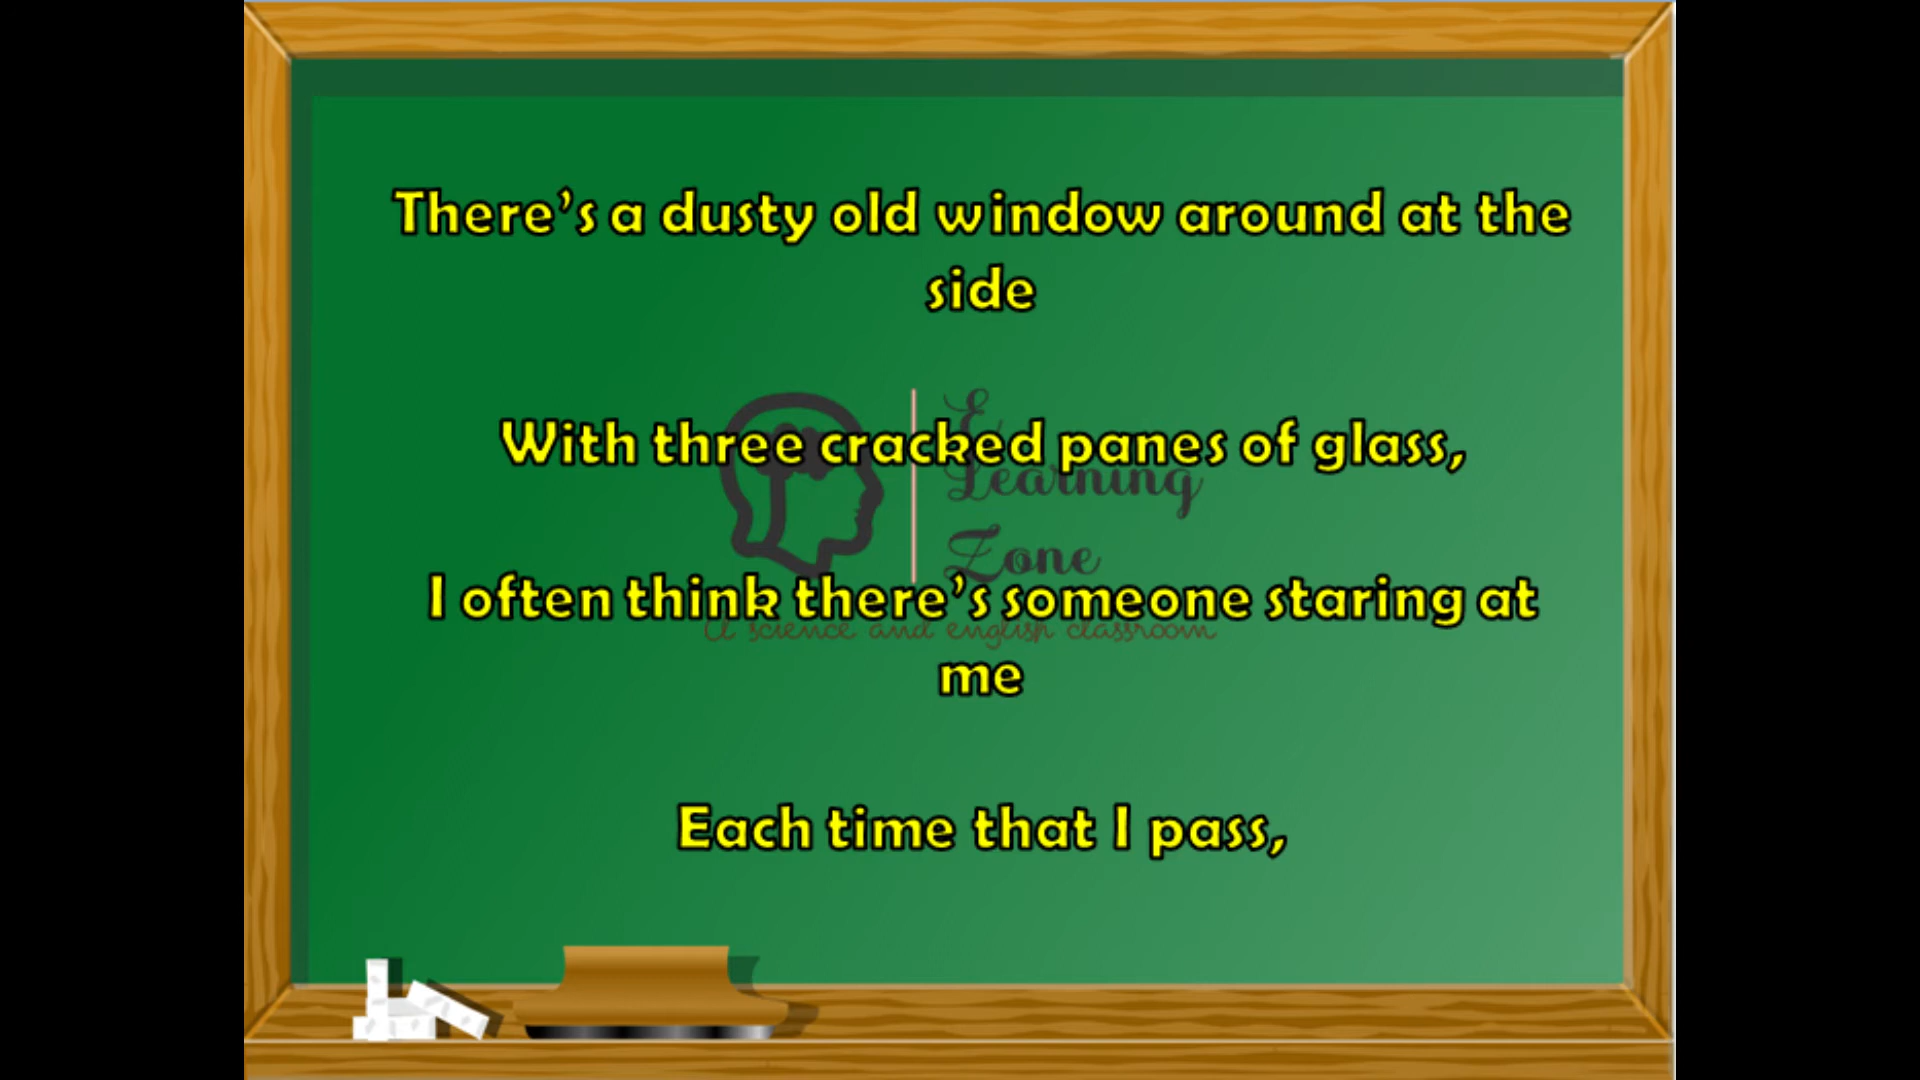 There's a dusty old window around at the
side
With three cracked panes of glass,
E
Learning
Zone
I often think there's someone staring at
A science and english classroom
me
Each time that I pass,